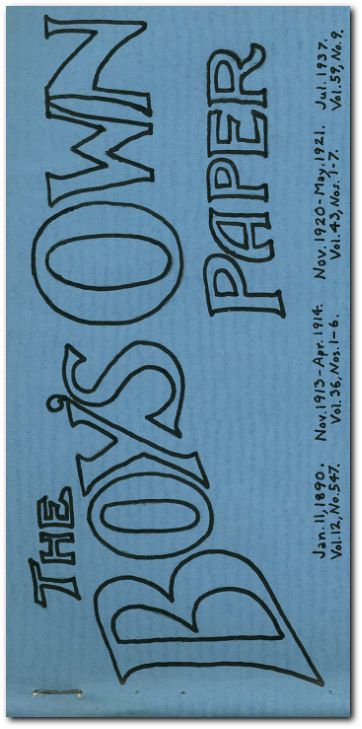 THE
BOY'S OWN
PAPER
Jan. 11, 1890. Nov. 1913 – Apr. 1914. Nov. 1920 – May. 1921. Jul. 1937.
Vol. 12, No. 547. Vol. 36, Nos. 1-6. Vol. 43, Nos. 1-7. Vol. 59, No. 9.